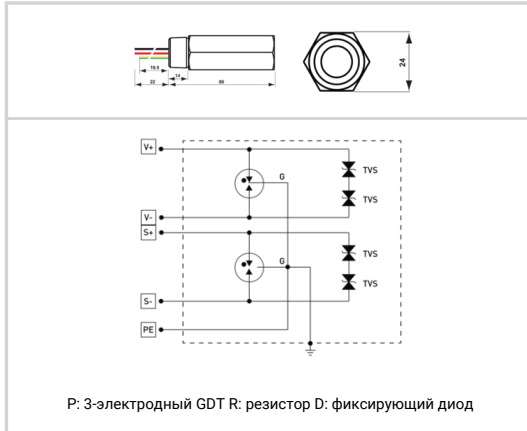 24
19.5
14
22
88
V+
G
TVS
TVS
V-
S+
G
TVS
TVS
S-
PE
P: 3-электродный GDT R: резистор D: фиксирующий диод